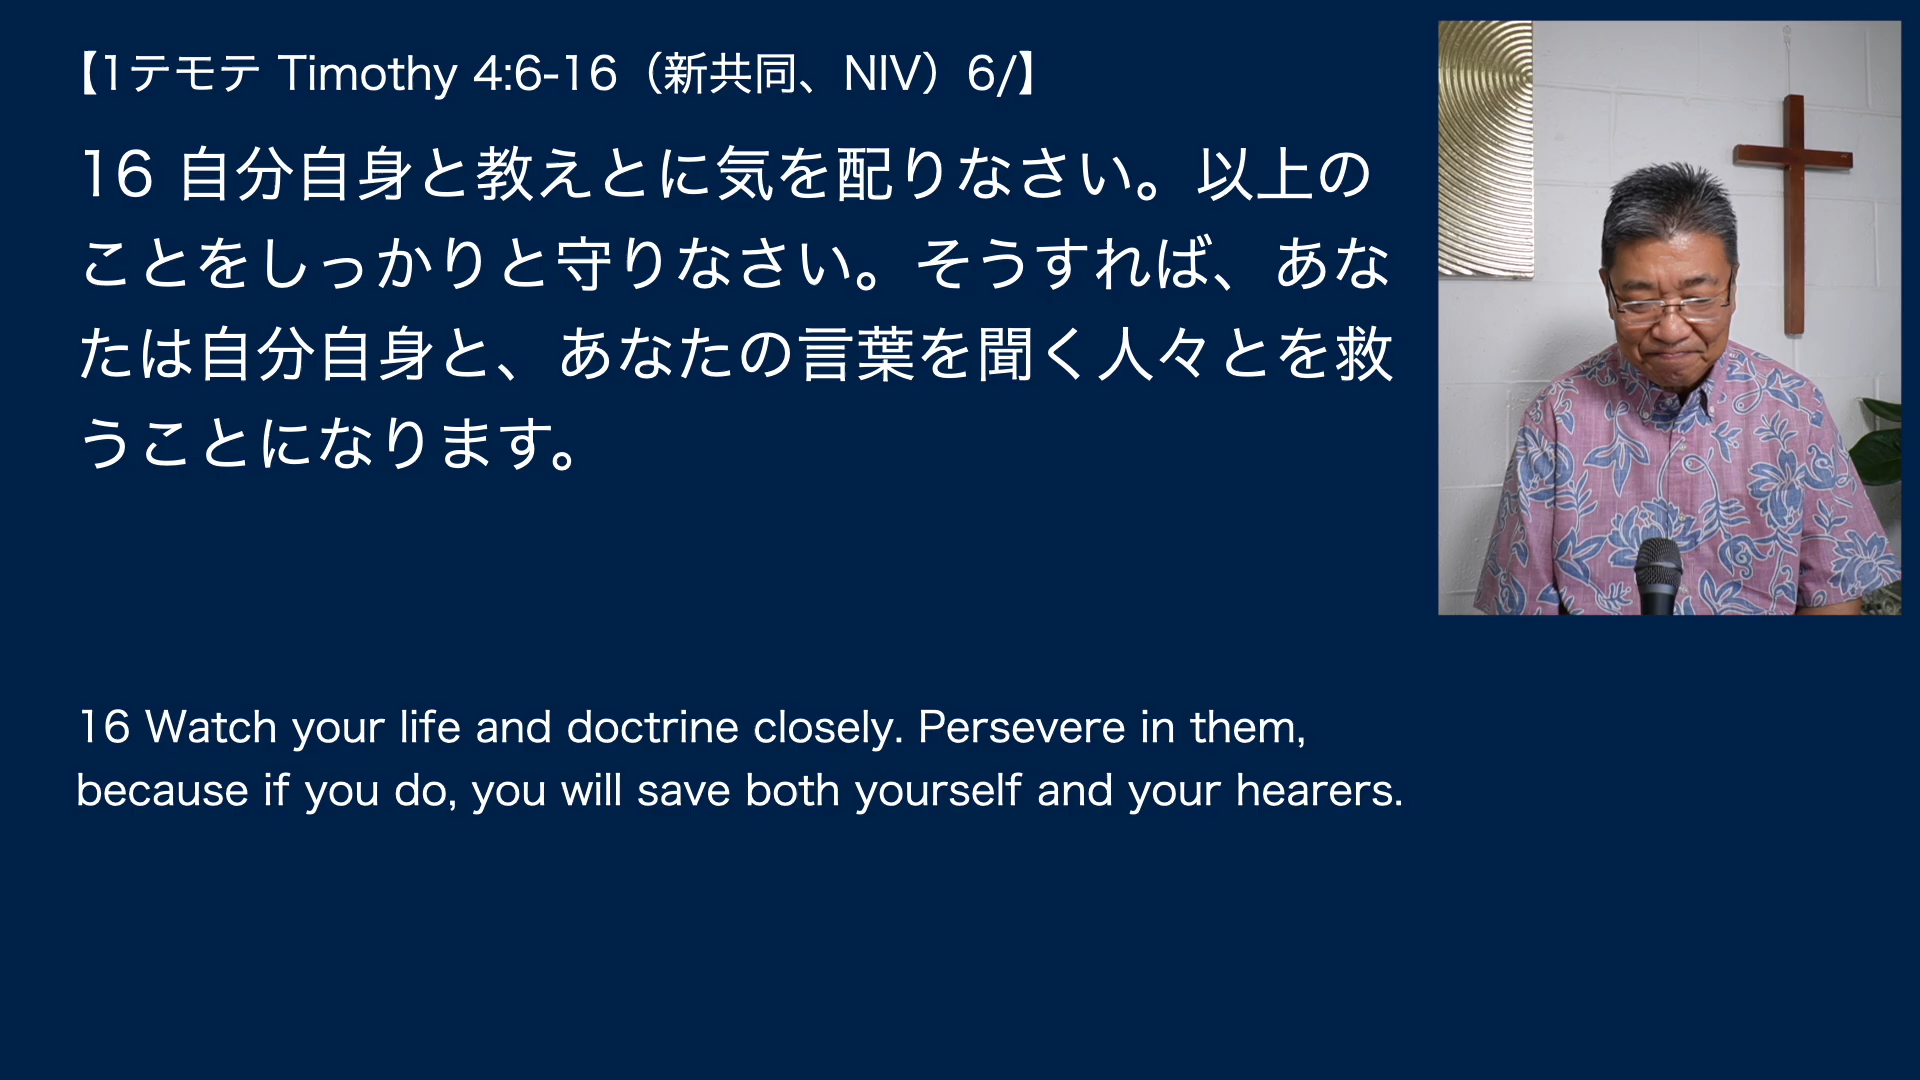 【1テモテ Timothy 4:6-16（新共同、NIV）6/】
16 自分自身と教えとに気を配りなさい。以上の
ことをしっかりと守りなさい。そうすれば、あな
たは自分自身と、あなたの言葉を聞く人々とを救
うことになります。
16 Watch your life and doctrine closely. Persevere in them,
because if you do, you will save both yourself and your hearers.